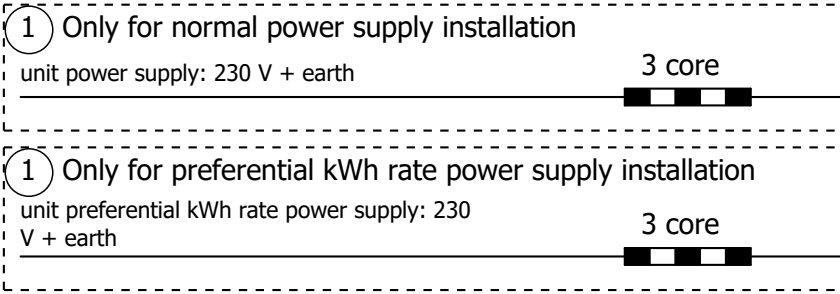 1 Only for normal power supply installation
unit power supply: 230 V + earth
3 core
1 Only for preferential kWh rate power supply installation
unit preferential kWh rate power supply: 230
V + earth
3 core